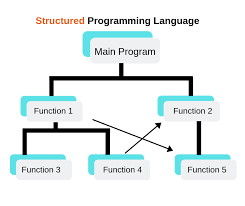 Structured Programming Language
Main Program
Function 1
Function 2
Function 3
Function 4
Function 5